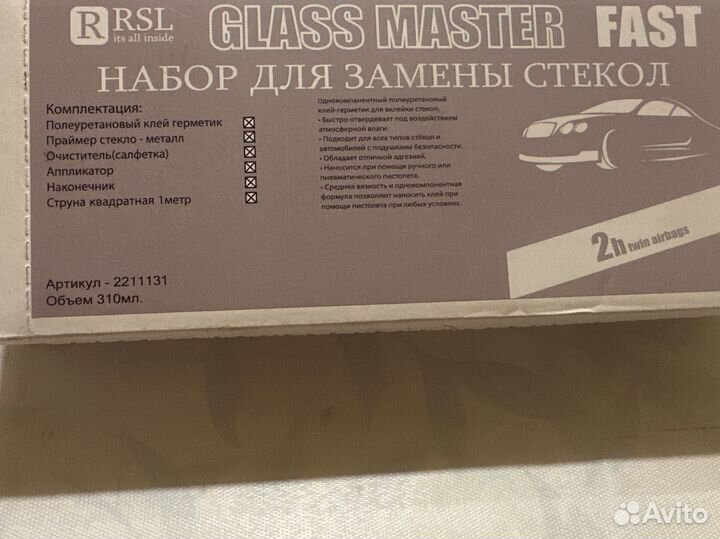 R RSL
its all inside
GLASS MASTER FAST
НАБОР ДЛЯ ЗАМЕНЫ СТЕКОЛ
Комплектация:
Полеуретановый клей герметик
Праймер стекло - металл
Очиститель(салфетка)
Аппликатор
Наконечник
Струна квадратная 1метр
Однокомпанентный полиуретановый
клей-герметик для вклейки стекол.
• Быстро отвердевает под воздействием
атмосферной влаги.
• Подходит для всех типов стёкол и
автомобилей с подушками безопасности.
• Обладает отличной адгезией.
• Наносится при помощи ручного или
пневматического пистолета.
• Средняя вязкость и однокомпонентная
формула позволяют наносить клей при
помощи пистолета при любых условиях.
2h twin airbags
Артикул - 2211131
Объем 310мл.
Avito